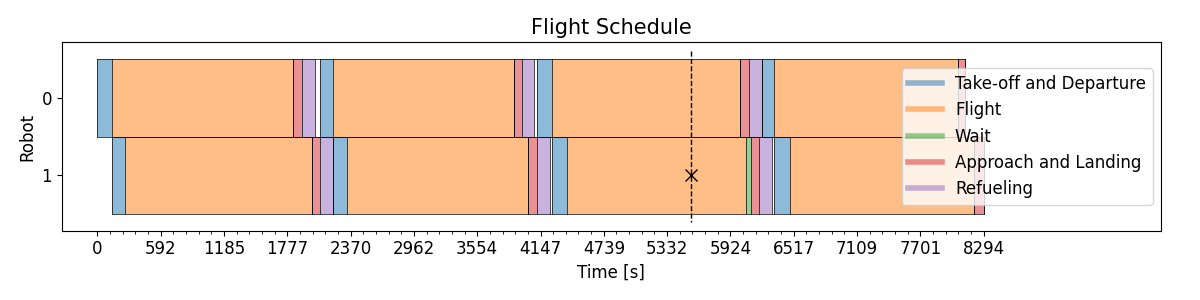 Flight Schedule
Robot
0
1
Take-off and Departure
Flight
Wait
Approach and Landing
Refueling
0 592 1185 1777 2370 2962 3554 4147 4739 5332 5924 6517 7109 7701 8294
Time [s]